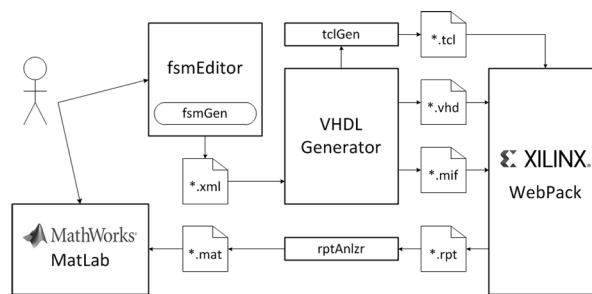 tclGen
*.tcl
fsmEditor
fsmGen
VHDL
Generator
*.vhd
XILINX®
WebPack
*.xml
*.mif
MathWorks®
MatLab
*.mat
rptAnlzr
*.rpt